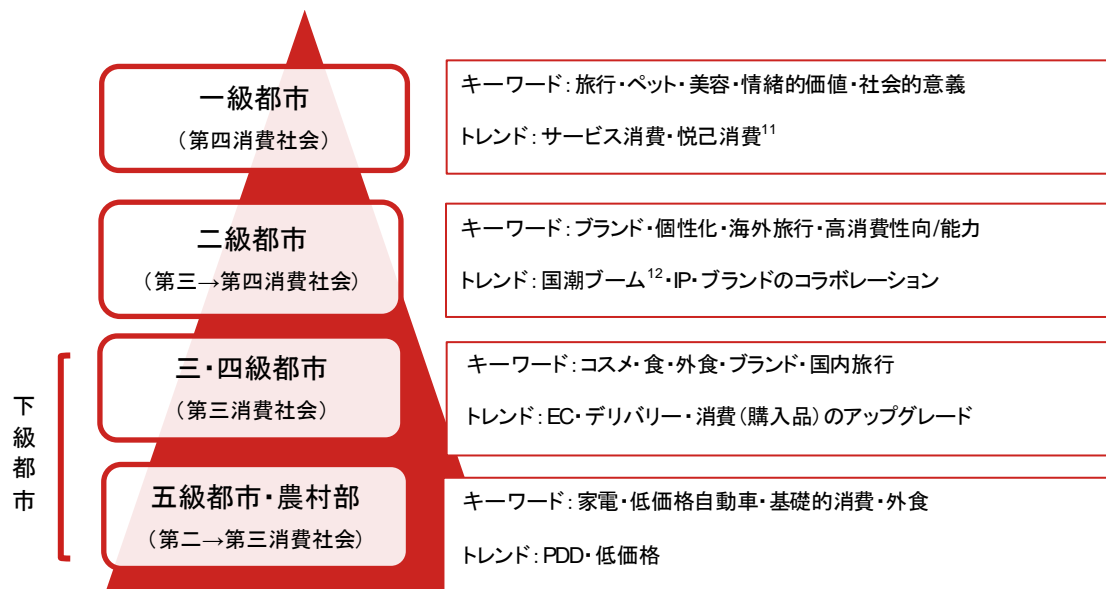 一級都市
（第四消費社会）
キーワード：旅行・ペット・美容・情緒的価値・社会的意義
トレンド：サービス消費・悦己消費11
二級都市
（第三→第四消費社会）
キーワード：ブランド・個性化・海外旅行・高消費性向/能力
トレンド：国潮ブーム12・IP・ブランドのコラボレーション
下級都市
三・四級都市
（第三消費社会）
キーワード：コスメ・食・外食・ブランド・国内旅行
トレンド：EC・デリバリー・消費（購入品）のアップグレード
五級都市・農村部
（第二→第三消費社会）
キーワード：家電・低価格自動車・基礎的消費・外食
トレンド：PDD・低価格